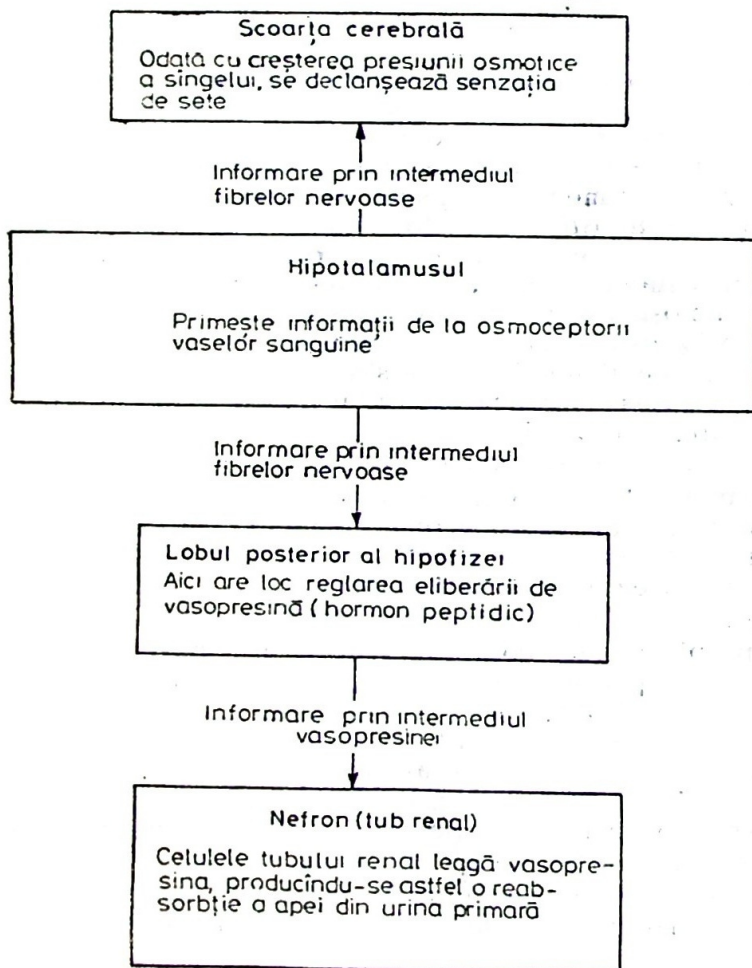 Scoarța cerebrală
Odată cu creșterea presiunii osmotice
a sîngelui, se declanșează senzația
de sete
Informare prin intermediul
fibrelor nervoase
Hipotalamusul
Primește informații de la osmoceptorii
vaselor sanguine
Informare prin intermediul
fibrelor nervoase
Lobul posterior al hipofizei
Aici are loc reglarea eliberării de
vasopresină (hormon peptidic)
Informare prin intermediul
vasopresinei
Nefron (tub renal)
Celulele tubului renal leagă vasopre-
sina, producîndu-se astfel o reab-
sorbție a apei din urina primară